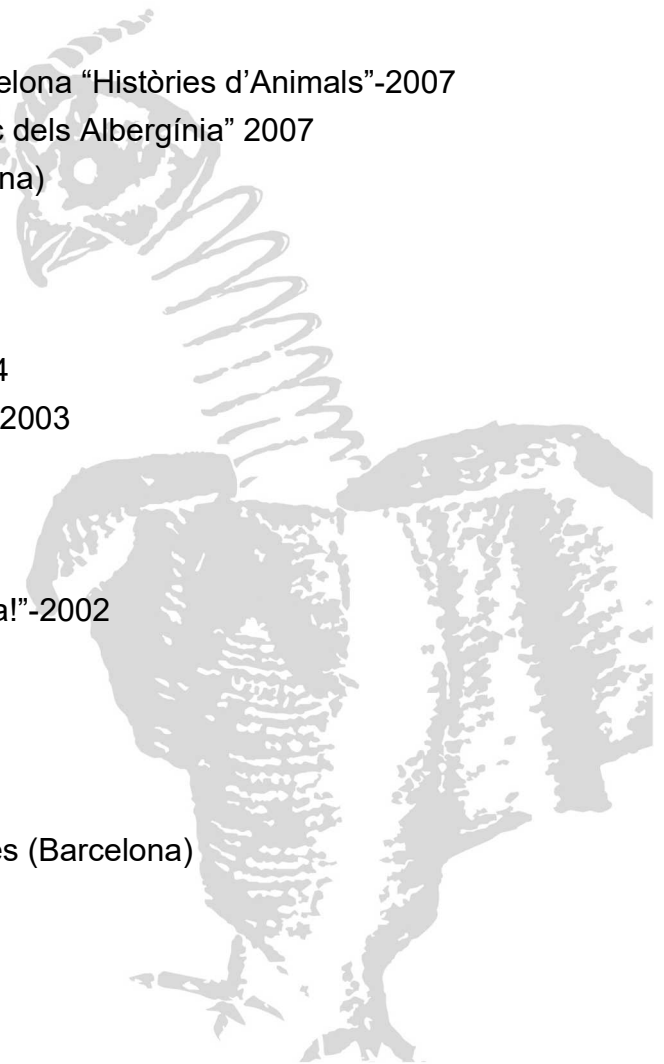 elona “Històries d’Animals”-2007
c dels Albergínia” 2007
na)
4
2003
a!”-2002
es (Barcelona)